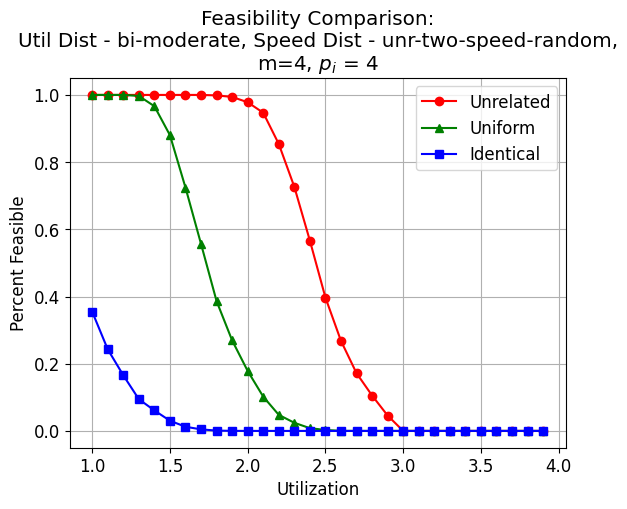 Feasibility Comparison:
Util Dist - bi-moderate, Speed Dist - unr-two-speed-random,
m=4, $p_i$ = 4
Unrelated
Uniform
Identical
Percent Feasible
1.0
0.8
0.6
0.4
0.2
0.0
1.0 1.5 2.0 2.5 3.0 3.5 4.0
Utilization